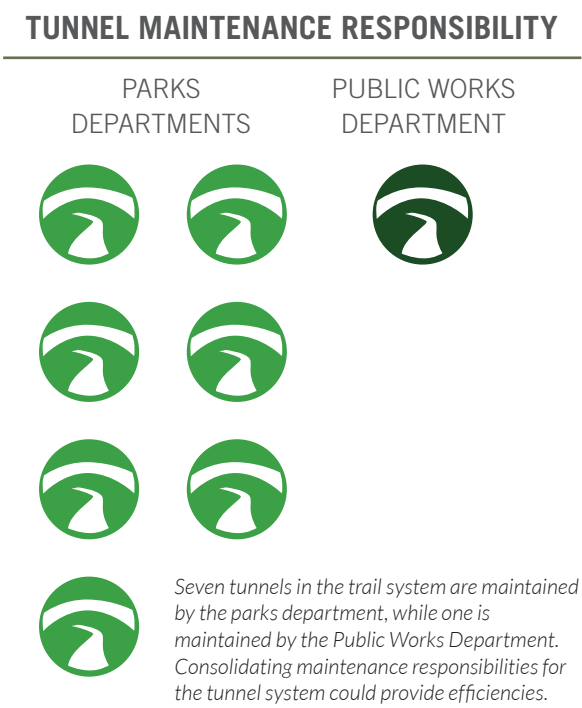 TUNNEL MAINTENANCE RESPONSIBILITY
PARKS
DEPARTMENTS
PUBLIC WORKS
DEPARTMENT
Seven tunnels in the trail system are maintained
by the parks department, while one is
maintained by the Public Works Department.
Consolidating maintenance responsibilities for
the tunnel system could provide efficiencies.